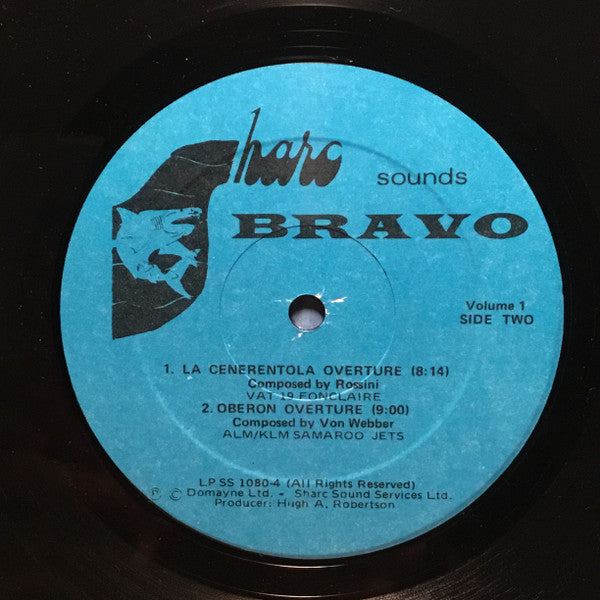 Sharc sounds
BRAVO
Volume 1
SIDE TWO
1. LA CENERENTOLA OVERTURE (8:14)
Composed by Rossini
VAT 19 FONCLAIRE
2. OBERON OVERTURE (9:00)
Composed by Von Webber
ALM/KLM SAMAROO JETS
LP SS 1080-4 (All Rights Reserved)
℗ © Domayne Ltd. - Sharc Sound Services Ltd.
Producer: Hugh A. Robertson